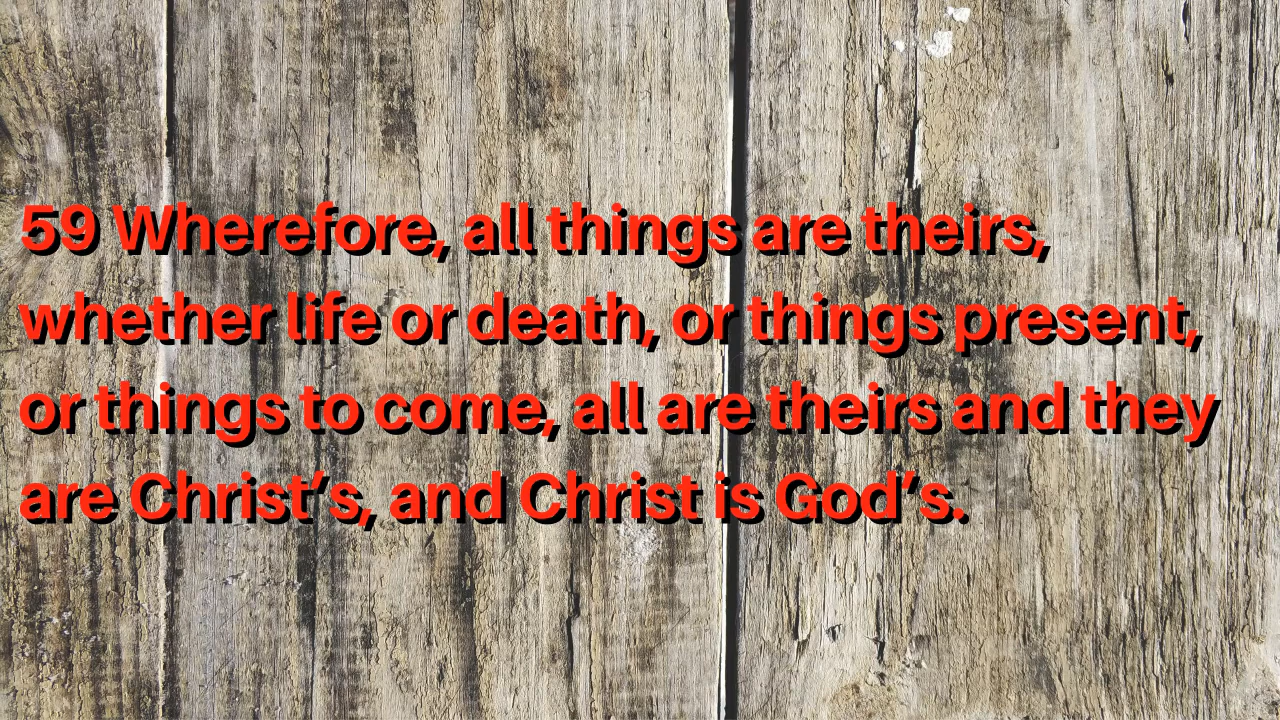 59 Wherefore, all things are theirs,
whether life or death, or things present,
or things to come, all are theirs and they
are Christ’s, and Christ is God’s.